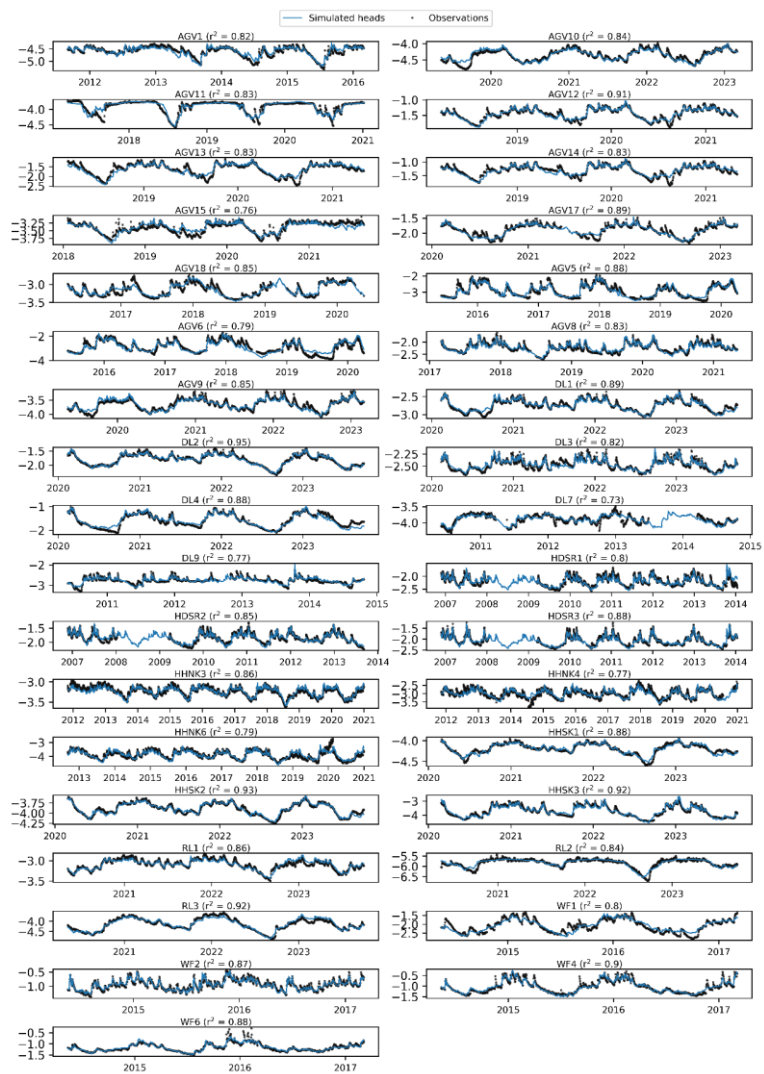 Simulated heads Observations
AGV1 (r² = 0.82)
−4.5
−5.0
2012 2013 2014 2015 2016
AGV10 (r² = 0.84)
−4.0
−4.5
2020 2021 2022 2023
AGV11 (r² = 0.83)
−4.0
−4.5
2018 2019 2020 2021
AGV12 (r² = 0.91)
−1.0
−1.5
2019 2020 2021
AGV13 (r² = 0.83)
−1.5
−2.0
−2.5
2019 2020 2021
AGV14 (r² = 0.83)
−1.0
−1.5
2019 2020 2021
AGV15 (r² = 0.76)
−3.25
−3.50
−3.75
2018 2019 2020 2021
AGV17 (r² = 0.89)
−1.5
−2.0
2020 2021 2022 2023
AGV18 (r² = 0.85)
−3.0
−3.5
2017 2018 2019 2020
AGV5 (r² = 0.88)
−2
−3
2016 2017 2018 2019 2020
AGV6 (r² = 0.79)
−2
−4
2016 2017 2018 2019 2020
AGV8 (r² = 0.83)
−2.0
−2.5
2017 2018 2019 2020 2021
AGV9 (r² = 0.85)
−3.5
−4.0
2020 2021 2022 2023
DL1 (r² = 0.89)
−2.5
−3.0
2020 2021 2022 2023
DL2 (r² = 0.95)
−1.5
−2.0
2020 2021 2022 2023
DL3 (r² = 0.82)
−2.25
−2.50
2020 2021 2022 2023
DL4 (r² = 0.88)
−1
−2
2020 2021 2022 2023
DL7 (r² = 0.73)
−3.5
−4.0
2011 2012 2013 2014 2015
DL9 (r² = 0.77)
−2
−3
2011 2012 2013 2014 2015
HDSR1 (r² = 0.8)
−2.0
−2.5
2007 2008 2009 2010 2011 2012 2013 2014
HDSR2 (r² = 0.85)
−1.5
−2.0
2007 2008 2009 2010 2011 2012 2013 2014
HDSR3 (r² = 0.88)
−1.5
−2.0
−2.5
2007 2008 2009 2010 2011 2012 2013 2014
HHNK3 (r² = 0.86)
−3.0
−3.5
2012 2013 2014 2015 2016 2017 2018 2019 2020 2021
HHNK4 (r² = 0.77)
−2.5
−3.0
−3.5
2012 2013 2014 2015 2016 2017 2018 2019 2020 2021
HHNK6 (r² = 0.79)
−3
−4
2013 2014 2015 2016 2017 2018 2019 2020 2021
HHSK1 (r² = 0.88)
−4.0
−4.5
2020 2021 2022 2023
HHSK2 (r² = 0.93)
−3.75
−4.00
−4.25
2020 2021 2022 2023
HHSK3 (r² = 0.92)
−3
−4
2020 2021 2022 2023
RL1 (r² = 0.86)
−3.0
−3.5
2021 2022 2023
RL2 (r² = 0.84)
−5.5
−6.0
−6.5
2021 2022 2023
RL3 (r² = 0.92)
−4.0
−4.5
2021 2022 2023
WF1 (r² = 0.8)
−1.5
−2.0
−2.5
2015 2016 2017
WF2 (r² = 0.87)
−0.5
−1.0
2015 2016 2017
WF4 (r² = 0.9)
−0.5
−1.0
−1.5
2015 2016 2017
WF6 (r² = 0.88)
−0.5
−1.0
−1.5
2015 2016 2017